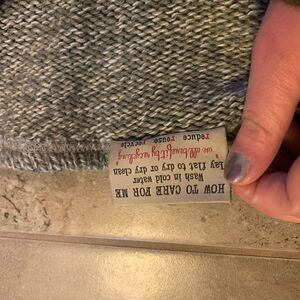 HOW TO CARE FOR ME
Wash in cold water
lay flat to dry or dry clean
"we all benefit by recycling"
reduce reuse recycle